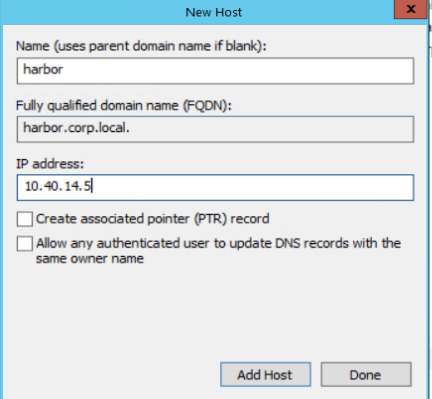 New Host
x
Name (uses parent domain name if blank):
harbor
Fully qualified domain name (FQDN):
harbor.corp.local.
IP address:
10.40.14.5
Create associated pointer (PTR) record
Allow any authenticated user to update DNS records with the
same owner name
Add Host Done